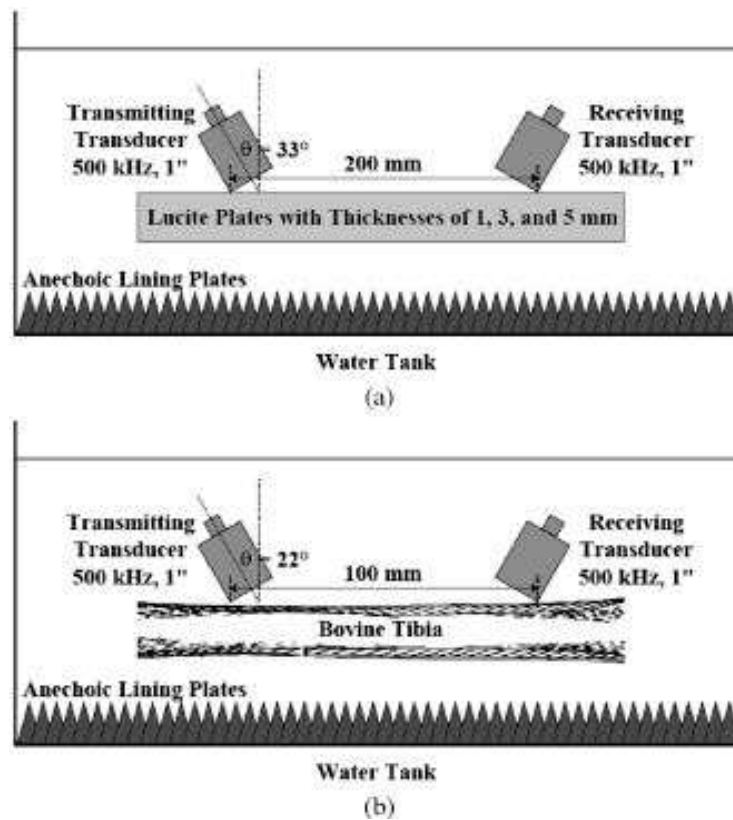 Transmitting
Transducer
500 kHz, 1"
θ
33°
200 mm
Receiving
Transducer
500 kHz, 1"
Lucite Plates with Thicknesses of 1, 3, and 5 mm
Anechoic Lining Plates
Water Tank
(a)
Transmitting
Transducer
500 kHz, 1"
θ
22°
100 mm
Receiving
Transducer
500 kHz, 1"
Bovine Tibia
Anechoic Lining Plates
Water Tank
(b)